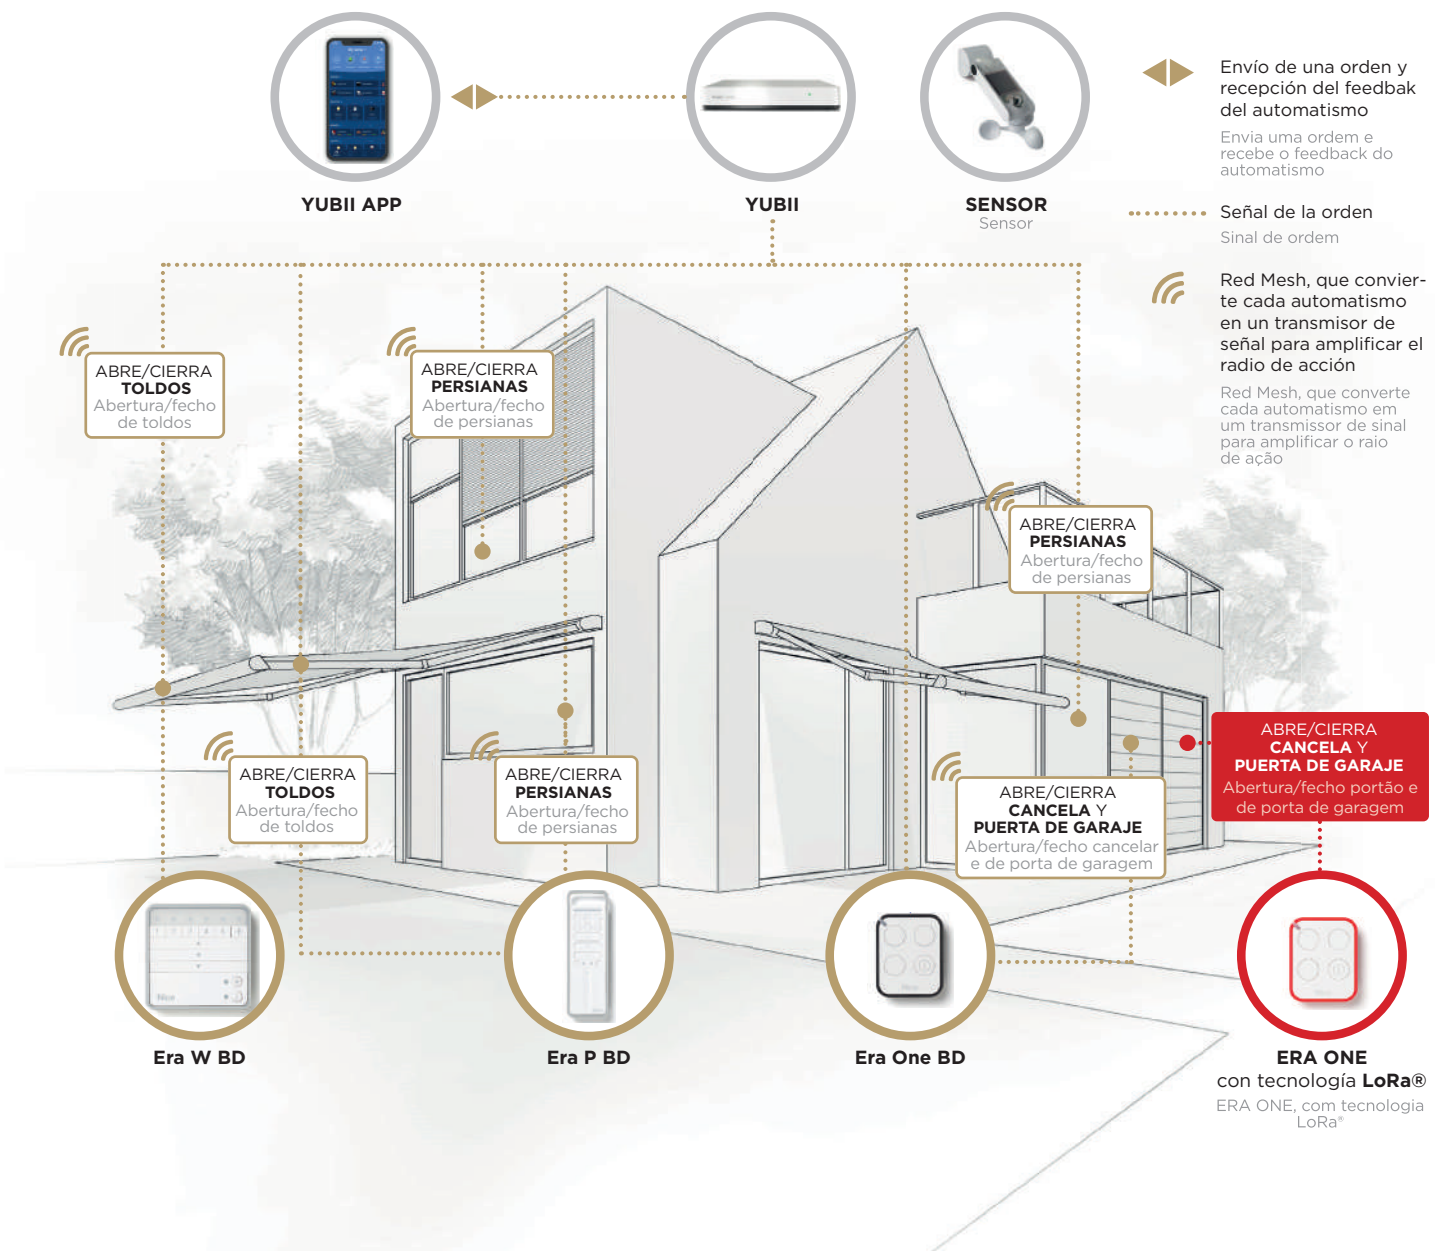 YUBII APP
YUBII
SENSOR
Sensor
Envío de una orden y
recepción del feedbak
del automatismo
Envia uma ordem e
recebe o feedback do
automatismo
Señal de la orden
Sinal de ordem
Red Mesh, que convier-
te cada automatismo
en un transmisor de
señal para amplificar el
radio de acción
Red Mesh, que converte
cada automatismo em
um transmissor de sinal
para amplificar o raio
de ação
ABRE/CIERRA
TOLDOS
Abertura/fecho
de toldos
ABRE/CIERRA
PERSIANAS
Abertura/fecho
de persianas
ABRE/CIERRA
PERSIANAS
Abertura/fecho
de persianas
ABRE/CIERRA
TOLDOS
Abertura/fecho
de toldos
ABRE/CIERRA
PERSIANAS
Abertura/fecho
de persianas
ABRE/CIERRA
CANCELA Y
PUERTA DE GARAJE
Abertura/fecho cancelar
e de porta de garagem
ABRE/CIERRA
CANCELA Y
PUERTA DE GARAJE
Abertura/fecho portão e
de porta de garagem
Nice
Era W BD
Era P BD
Era One BD
ERA ONE
con tecnología LoRa®
ERA ONE, com tecnologia
LoRa®